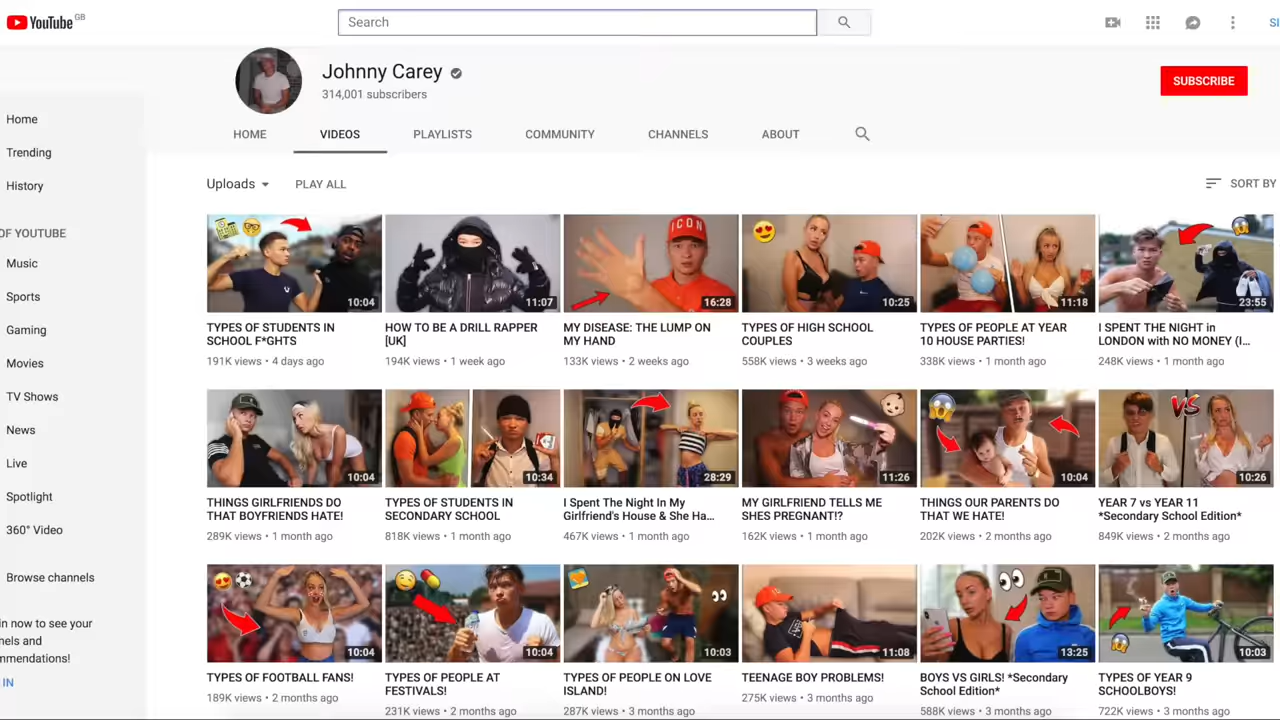 YouTube GB
Search
SI
Johnny Carey
314,001 subscribers
SUBSCRIBE
HOME
VIDEOS
PLAYLISTS
COMMUNITY
CHANNELS
ABOUT
Home
Trending
History
OF YOUTUBE
Music
Sports
Gaming
Movies
TV Shows
News
Live
Spotlight
360° Video
Browse channels
in now to see your
nels and
mmendations!
IN
Uploads
PLAY ALL
SORT BY
10:04
TYPES OF STUDENTS IN
SCHOOL F*GHTS
191K views • 4 days ago
11:07
HOW TO BE A DRILL RAPPER
[UK]
194K views • 1 week ago
ICON
16:28
MY DISEASE: THE LUMP ON
MY HAND
133K views • 2 weeks ago
10:25
TYPES OF HIGH SCHOOL
COUPLES
558K views • 3 weeks ago
11:18
TYPES OF PEOPLE AT YEAR
10 HOUSE PARTIES!
338K views • 1 month ago
23:55
I SPENT THE NIGHT in
LONDON with NO MONEY (I...
248K views • 1 month ago
10:04
THINGS GIRLFRIENDS DO
THAT BOYFRIENDS HATE!
289K views • 1 month ago
10:34
TYPES OF STUDENTS IN
SECONDARY SCHOOL
818K views • 1 month ago
28:29
I Spent The Night In My
Girlfriend's House & She Ha...
467K views • 1 month ago
11:26
MY GIRLFRIEND TELLS ME
SHES PREGNANT!?
162K views • 1 month ago
10:04
THINGS OUR PARENTS DO
THAT WE HATE!
202K views • 2 months ago
VS
10:26
YEAR 7 vs YEAR 11
*Secondary School Edition*
849K views • 2 months ago
10:04
TYPES OF FOOTBALL FANS!
189K views • 2 months ago
10:04
TYPES OF PEOPLE AT
FESTIVALS!
231K views • 2 months ago
10:03
TYPES OF PEOPLE ON LOVE
ISLAND!
287K views • 3 months ago
11:08
TEENAGE BOY PROBLEMS!
275K views • 3 months ago
13:25
BOYS VS GIRLS! *Secondary
School Edition*
588K views • 3 months ago
10:03
TYPES OF YEAR 9
SCHOOLBOYS!
722K views • 3 months ago